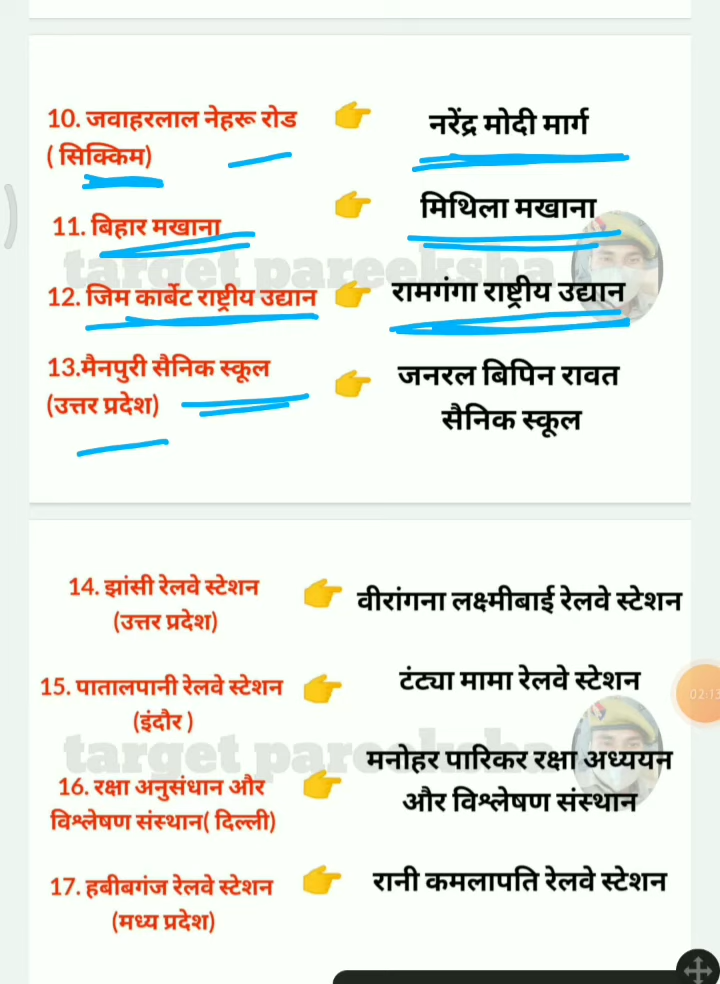 10. जवाहरलाल नेहरू रोड 👉 नरेंद्र मोदी मार्ग
( सिक्किम)
11. बिहार मखाना 👉 मिथिला मखाना
target pareeksha
12. जिम कार्बेट राष्ट्रीय उद्यान 👉 रामगंगा राष्ट्रीय उद्यान
13.मैनपुरी सैनिक स्कूल 👉 जनरल बिपिन रावत
(उत्तर प्रदेश) सैनिक स्कूल
14. झांसी रेलवे स्टेशन 👉 वीरांगना लक्ष्मीबाई रेलवे स्टेशन
(उत्तर प्रदेश)
15. पातालपानी रेलवे स्टेशन 👉 टंट्या मामा रेलवे स्टेशन
(इंदौर )
02:13
target pareeksha
16. रक्षा अनुसंधान और 👉 मनोहर पारिकर रक्षा अध्ययन
विश्लेषण संस्थान( दिल्ली) और विश्लेषण संस्थान
17. हबीबगंज रेलवे स्टेशन 👉 रानी कमलापति रेलवे स्टेशन
(मध्य प्रदेश)